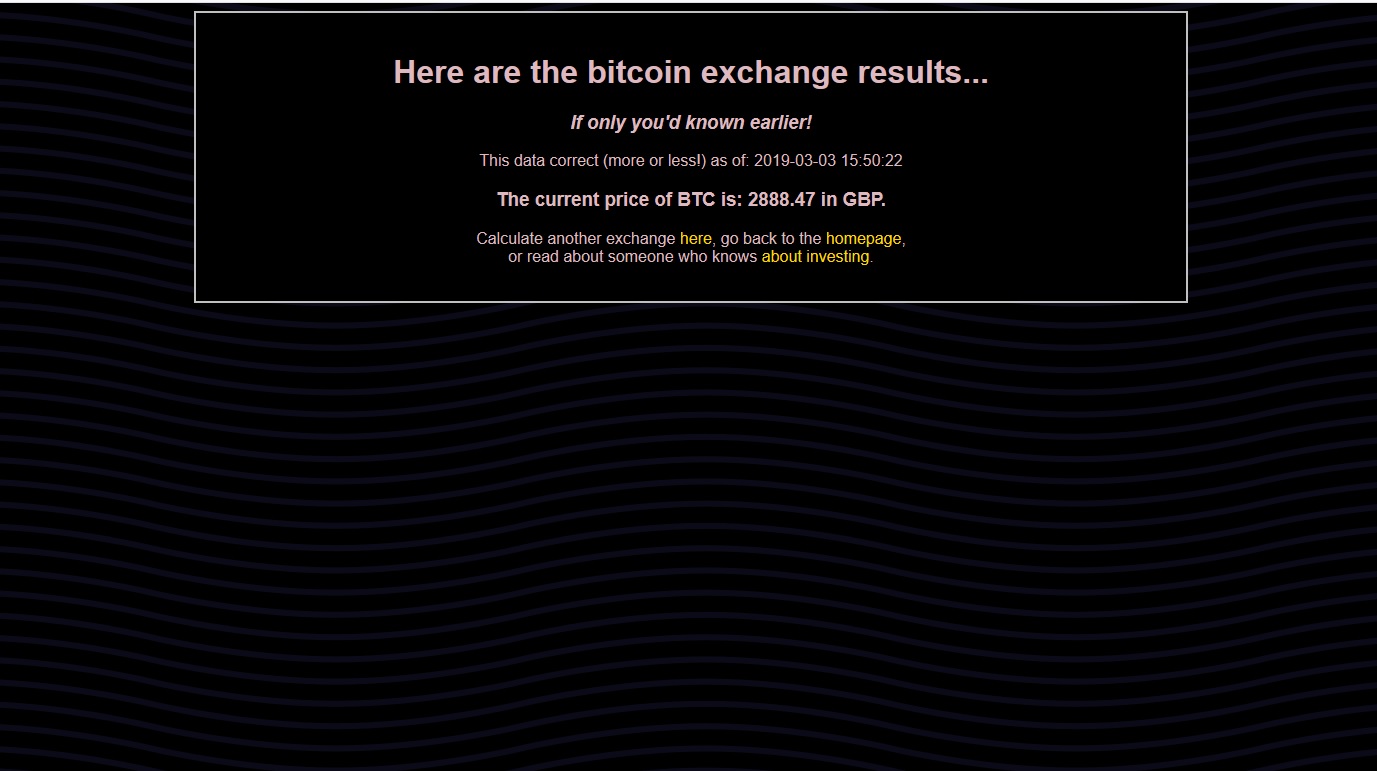 Here are the bitcoin exchange results...
If only you'd known earlier!
This data correct (more or less!) as of: 2019-03-03 15:50:22
The current price of BTC is: 2888.47 in GBP.
Calculate another exchange here, go back to the homepage,
or read about someone who knows about investing.